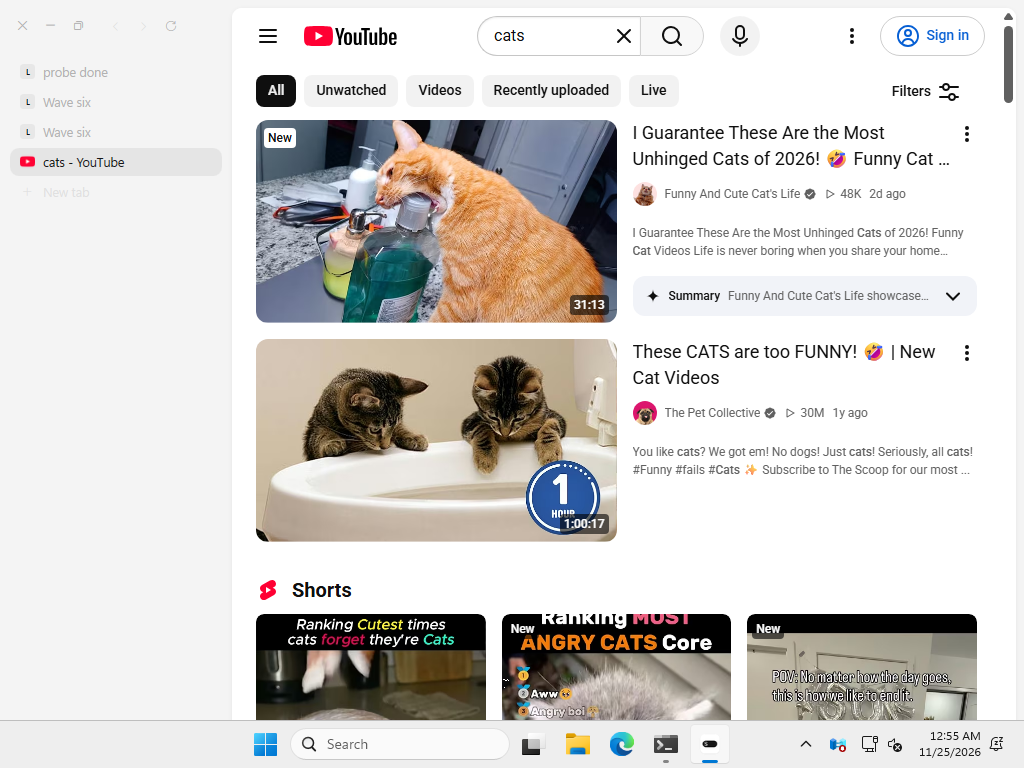 probe done
Wave six
Wave six
cats - YouTube
New tab
YouTube
cats
Sign in
All
Unwatched
Videos
Recently uploaded
Live
Filters
New
31:13
I Guarantee These Are the Most
Unhinged Cats of 2026! 🤣 Funny Cat ...
Funny And Cute Cat's Life 48K 2d ago
I Guarantee These Are the Most Unhinged Cats of 2026! Funny
Cat Videos Life is never boring when you share your home...
Summary Funny And Cute Cat's Life showcase...
1
HOUR
1:00:17
These CATS are too FUNNY! 🤣 | New
Cat Videos
The Pet Collective 30M 1y ago
You like cats? We got em! No dogs! Just cats! Seriously, all cats!
#Funny #fails #Cats ✨ Subscribe to The Scoop for our most ...
Shorts
Ranking Cutest times
cats forget they're Cats
New
Ranking MOST
ANGRY CATS Core
Aww
Angry boi
New
POV: No matter how the day goes,
this is how we like to end it.
Search
12:55 AM
11/25/2026